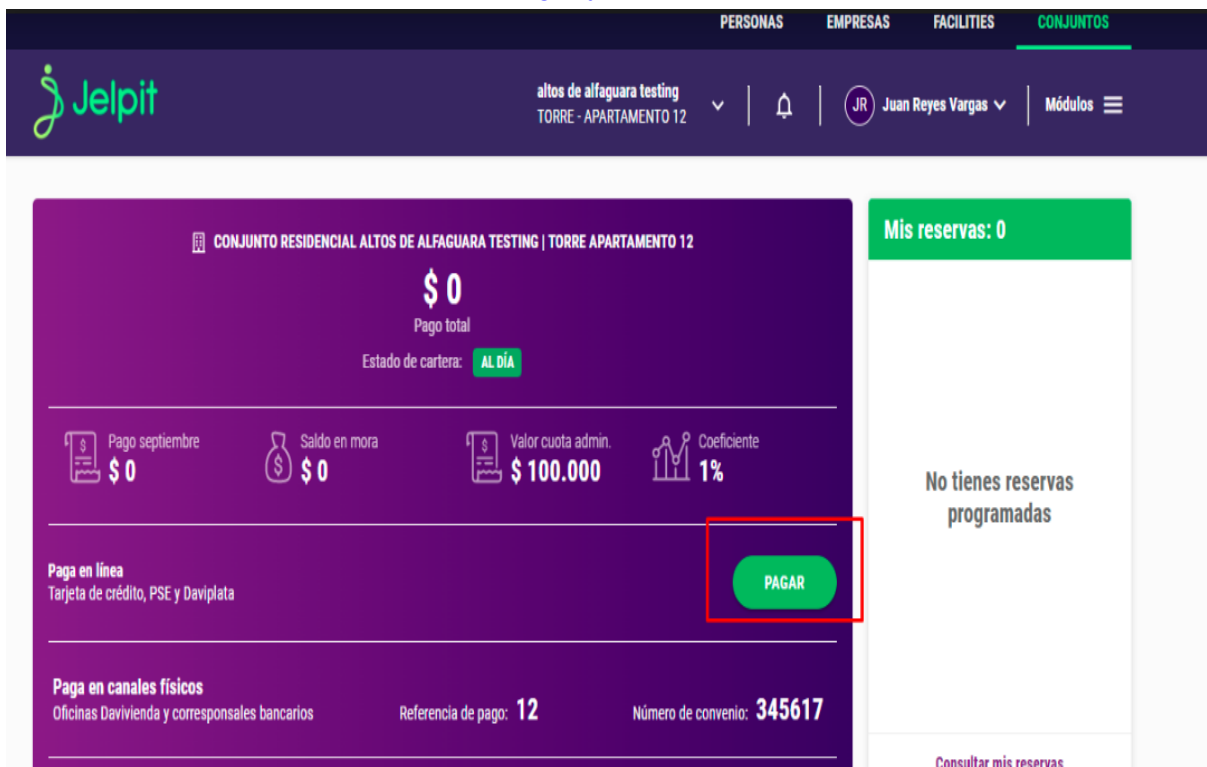 PERSONAS EMPRESAS FACILITIES CONJUNTOS
Jelpit
altos de alfaguara testing
TORRE - APARTAMENTO 12
JR Juan Reyes Vargas
Módulos
CONJUNTO RESIDENCIAL ALTOS DE ALFAGUARA TESTING | TORRE APARTAMENTO 12
$ 0
Pago total
Estado de cartera: AL DÍA
Pago septiembre
$ 0
Saldo en mora
$ 0
Valor cuota admin.
$ 100.000
Coeficiente
1%
Paga en línea
Tarjeta de crédito, PSE y Daviplata
PAGAR
Paga en canales físicos
Oficinas Davivienda y corresponsales bancarios
Referencia de pago: 12
Número de convenio: 345617
Mis reservas: 0
No tienes reservas
programadas
Consultar mis reservas